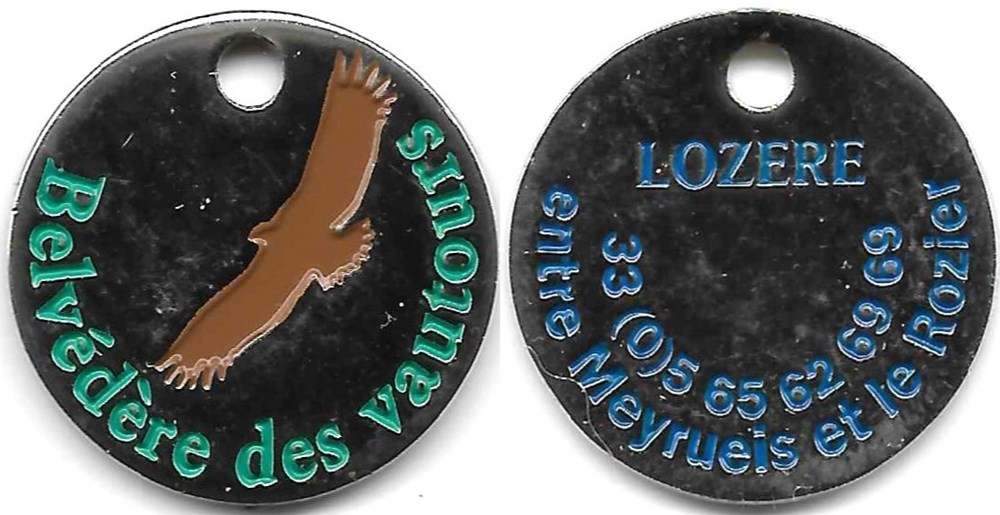 Belvédère des vautours
LOZERE
33 (0)5 65 62 69 69
entre Meyrueis et le Rozier